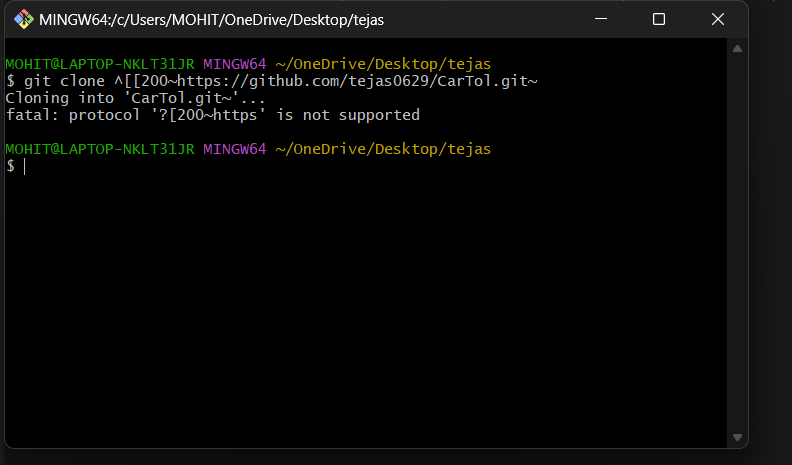 MINGW64:/c/Users/MOHIT/OneDrive/Desktop/tejas
MOHIT@LAPTOP-NKLT31JR MINGW64 ~/OneDrive/Desktop/tejas
$ git clone ^[[200~https://github.com/tejas0629/CarTol.git~
Cloning into 'CarTol.git~'...
fatal: protocol '?[200~https' is not supported
MOHIT@LAPTOP-NKLT31JR MINGW64 ~/OneDrive/Desktop/tejas
$